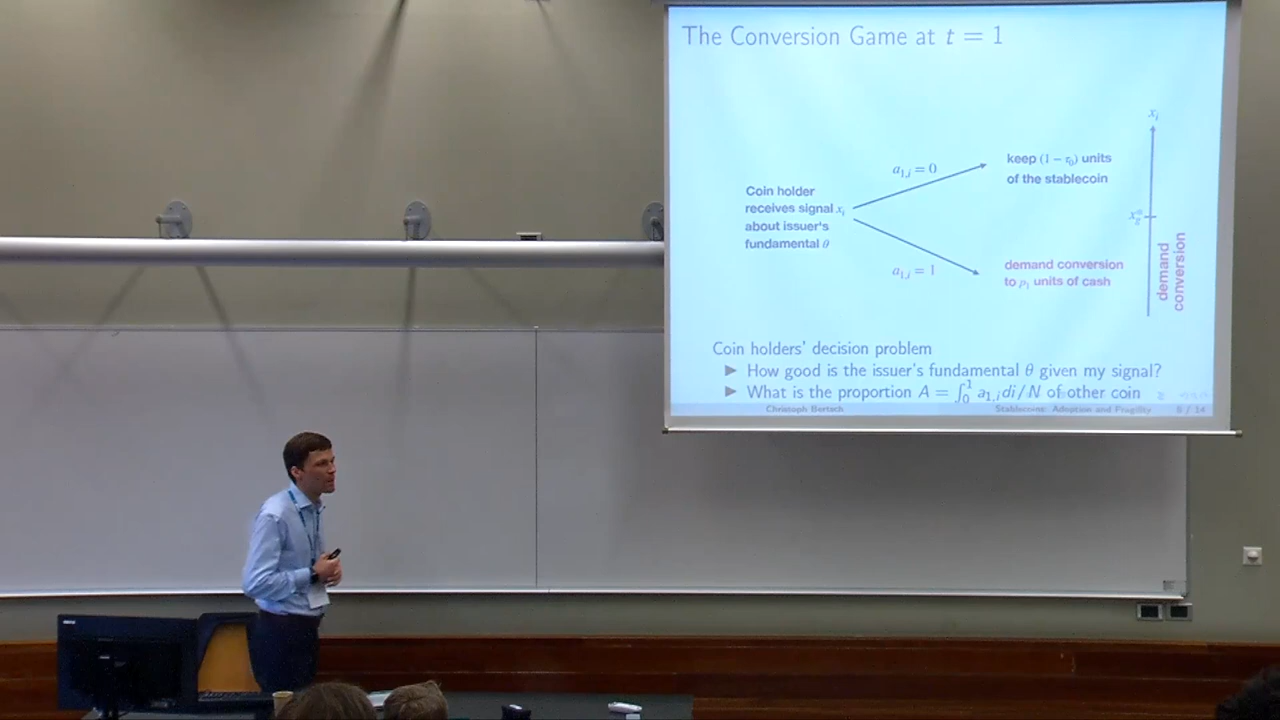 The Conversion Game at t = 1
Coin holder
receives signal xᵢ
about issuer's
fundamental θ
a₁,ᵢ = 0
a₁,ᵢ = 1
keep (1 − τ₀) units
of the stablecoin
demand conversion
to p₁ units of cash
xᵢ
demand
conversion
Coin holders' decision problem
▶ How good is the issuer's fundamental θ given my signal?
▶ What is the proportion A = ∫₀¹ a₁,ᵢdi/N of other coin
Christoph Bertsch
Stablecoins: Adoption and Fragility
/ 14